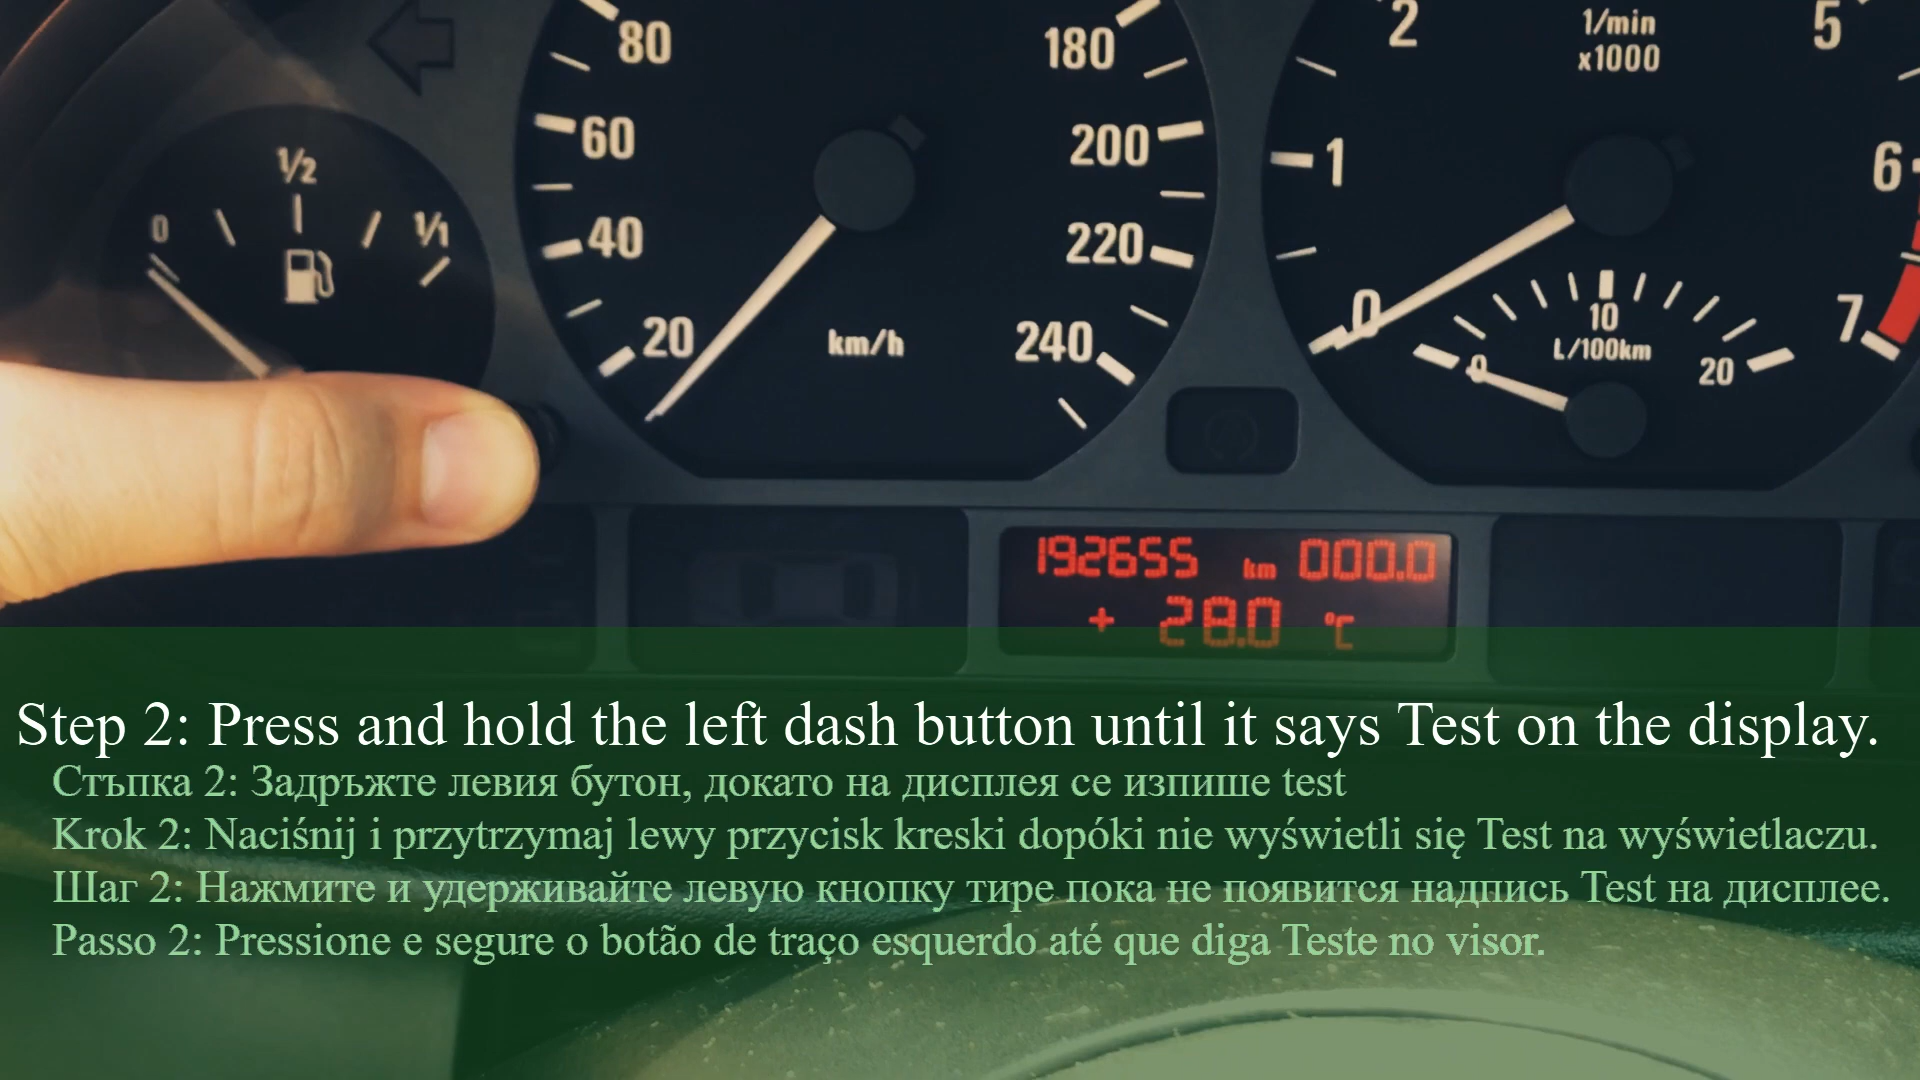 80
180
2
1/min
x1000
5
1/2
60
200
1
6
0
1/1
40
220
0
10
7
20
km/h
240
L/100km
0
20
192655 km 000.0
+ 28.0 °C
Step 2: Press and hold the left dash button until it says Test on the display.
Стъпка 2: Задръжте левия бутон, докато на дисплея се изпише test
Krok 2: Naciśnij i przytrzymaj lewy przycisk kreski dopóki nie wyświetli się Test na wyświetlaczu.
Шаг 2: Нажмите и удерживайте левую кнопку тире пока не появится надпись Test на дисплее.
Passo 2: Pressione e segure o botão de traço esquerdo até que diga Teste no visor.